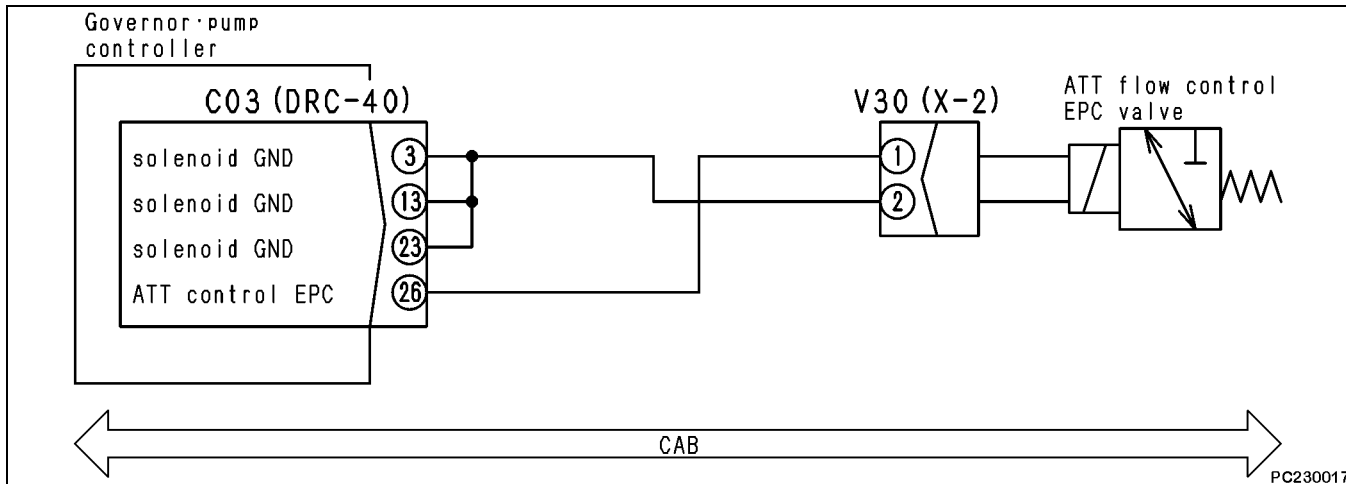 Governor·pump
controller
C03 (DRC-40)
solenoid GND 3
solenoid GND 13
solenoid GND 23
ATT control EPC 26
V30 (X-2)
1
2
ATT flow control
EPC valve
CAB
PC230017